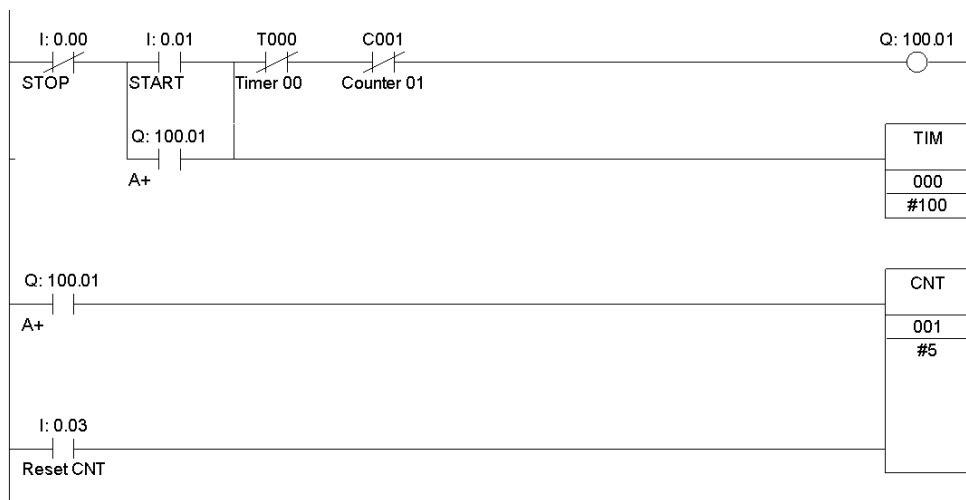 I: 0.00 I: 0.01 T000 C001 Q: 100.01
STOP START Timer 00 Counter 01
Q: 100.01
A+
TIM
000
#100
Q: 100.01
A+
CNT
001
#5
I: 0.03
Reset CNT